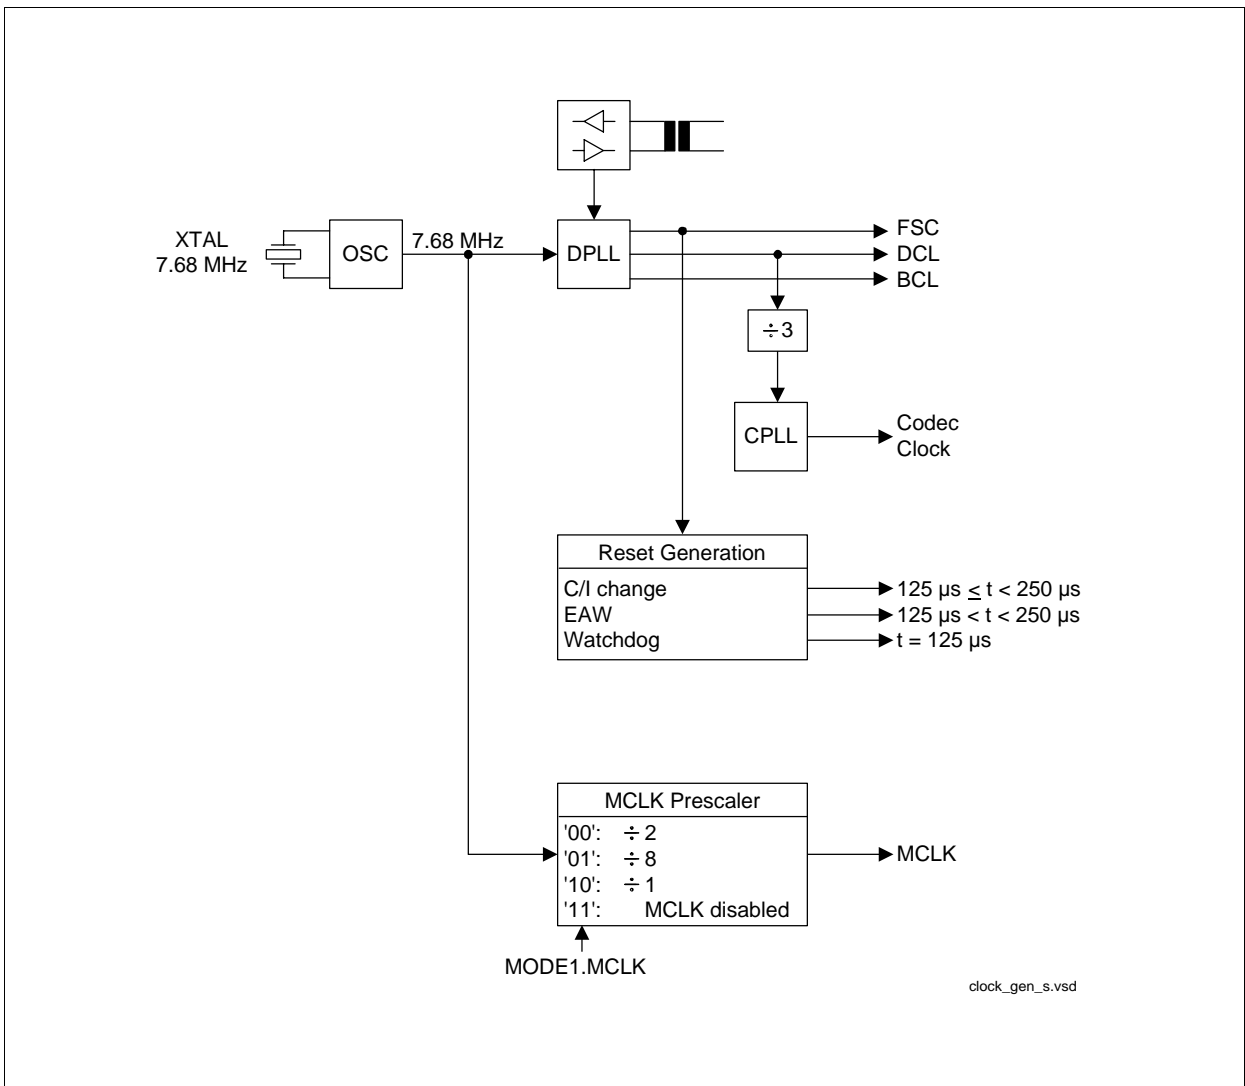 XTAL
7.68 MHz
OSC
7.68 MHz
DPLL
FSC
DCL
BCL
÷3
CPLL
Codec
Clock
Reset Generation
C/I change
125 µs ≤ t < 250 µs
EAW
125 µs < t < 250 µs
Watchdog
t = 125 µs
MCLK Prescaler
'00': ÷2
'01': ÷8
'10': ÷1
'11': MCLK disabled
MCLK
MODE1.MCLK
clock_gen_s.vsd